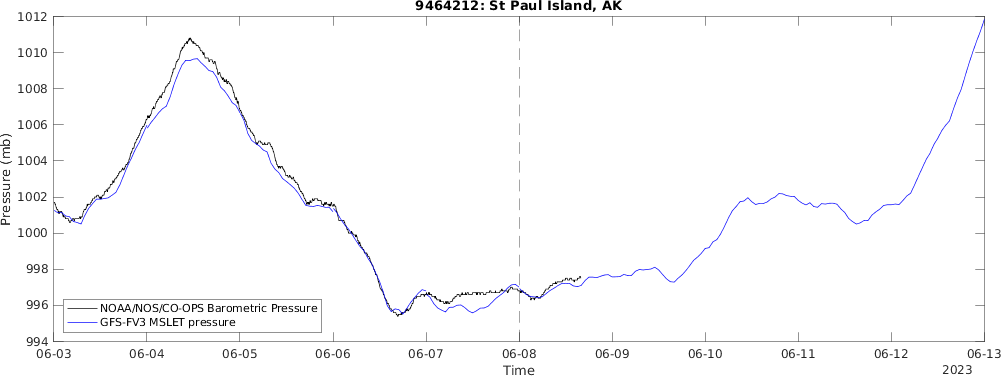 9464212: St Paul Island, AK
Pressure (mb)
1012
1010
1008
1006
1004
1002
1000
998
996
994
NOAA/NOS/CO-OPS Barometric Pressure
GFS-FV3 MSLET pressure
06-03 06-04 06-05 06-06 06-07 06-08 06-09 06-10 06-11 06-12 06-13
Time
2023